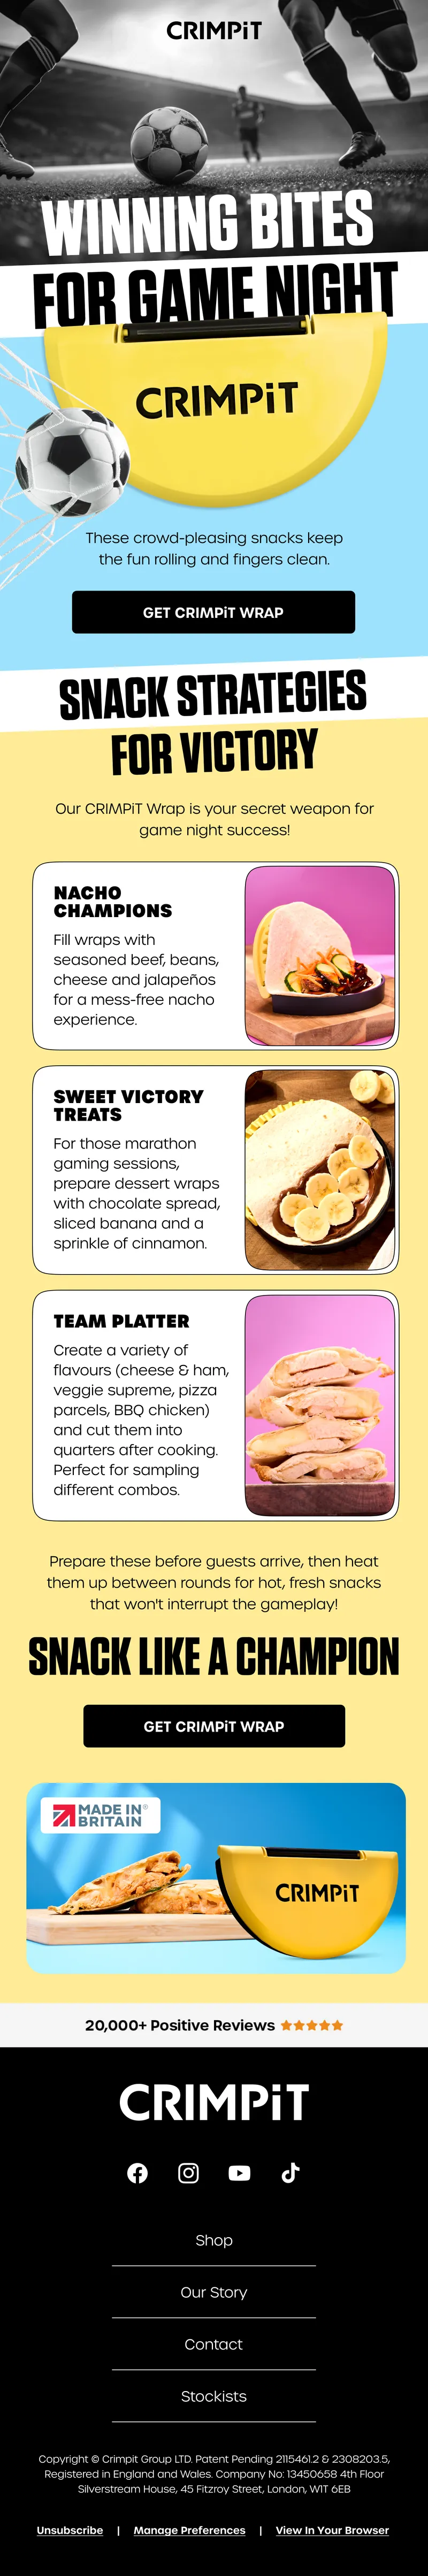 CRIMPiT
WINNING BITES
FOR GAME NIGHT
CRIMPiT
These crowd-pleasing snacks keep
the fun rolling and fingers clean.
GET CRIMPiT WRAP
SNACK STRATEGIES
FOR VICTORY
Our CRIMPiT Wrap is your secret weapon for
game night success!
NACHO
CHAMPIONS
Fill wraps with
seasoned beef, beans,
cheese and jalapeños
for a mess-free nacho
experience.
SWEET VICTORY
TREATS
For those marathon
gaming sessions,
prepare dessert wraps
with chocolate spread,
sliced banana and a
sprinkle of cinnamon.
TEAM PLATTER
Create a variety of
flavours (cheese & ham,
veggie supreme, pizza
parcels, BBQ chicken)
and cut them into
quarters after cooking.
Perfect for sampling
different combos.
Prepare these before guests arrive, then heat
them up between rounds for hot, fresh snacks
that won't interrupt the gameplay!
SNACK LIKE A CHAMPION
GET CRIMPiT WRAP
MADE IN®
BRITAIN
CRIMPiT
20,000+ Positive Reviews
CRIMPiT
Shop
Our Story
Contact
Stockists
Copyright © Crimpit Group LTD. Patent Pending 2115461.2 & 2308203.5,
Registered in England and Wales. Company No: 13450658 4th Floor
Silverstream House, 45 Fitzroy Street, London, W1T 6EB
Unsubscribe | Manage Preferences | View In Your Browser